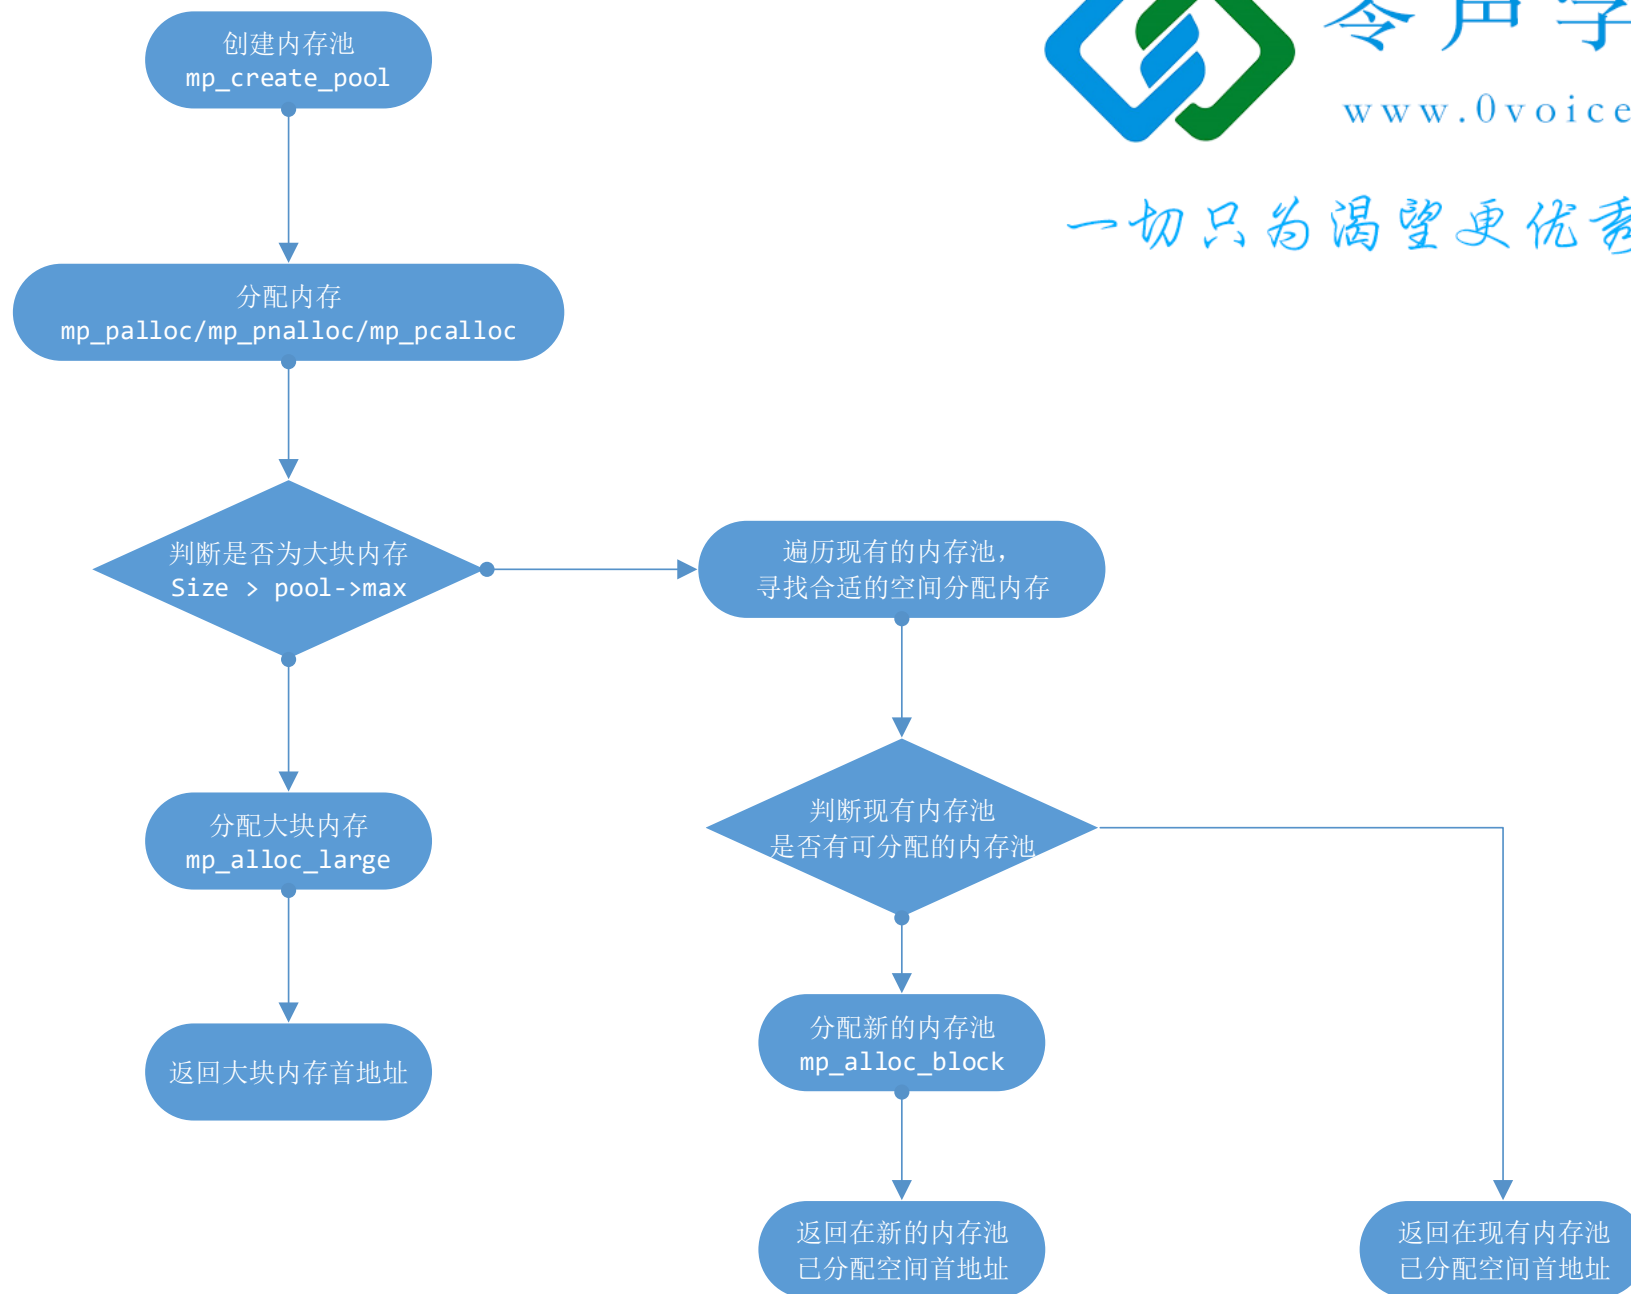 零声学
www.0voice
一切只为渴望更优秀
创建内存池
mp_create_pool
分配内存
mp_palloc/mp_pnalloc/mp_pcalloc
判断是否为大块内存
Size > pool->max
遍历现有的内存池,
寻找合适的空间分配内存
分配大块内存
mp_alloc_large
判断现有内存池
是否有可分配的内存池
返回大块内存首地址
分配新的内存池
mp_alloc_block
返回在新的内存池
已分配空间首地址
返回在现有内存池
已分配空间首地址